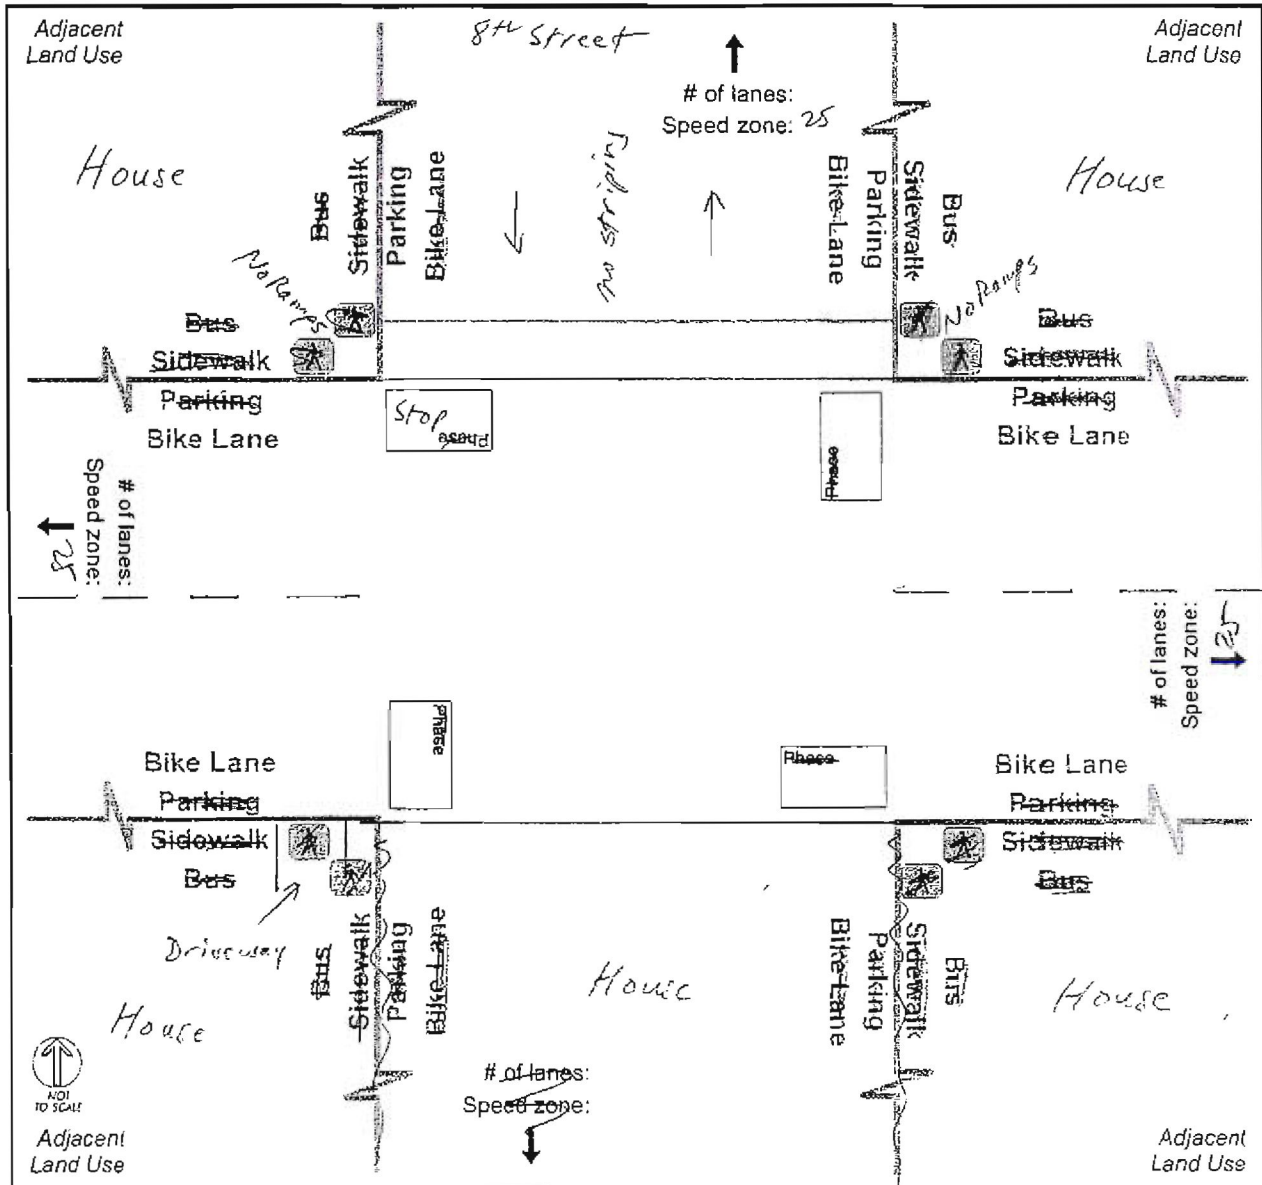 Adjacent
Land Use
8th Street
# of lanes:
Speed zone: 25
Adjacent
Land Use
House
Bus
Sidewalk
Parking
Bike Lane
no striping
Bike Lane
Parking
Sidewalk
Bus
House
No Ramps
No Ramps
Bus
Sidewalk
Parking
Bike Lane
Stop
Phase
Phase
Bus
Sidewalk
Parking
Bike Lane
# of lanes:
Speed zone:
25
# of lanes:
Speed zone:
25
Bike Lane
Parking
Sidewalk
Bus
Phase
Phase
Bike Lane
Parking
Sidewalk
Bus
Driveway
House
Bus
Sidewalk
Parking
Bike Lane
House
Bike Lane
Parking
Sidewalk
Bus
House
# of lanes:
Speed zone:
NOT
TO SCALE
Adjacent
Land Use
Adjacent
Land Use